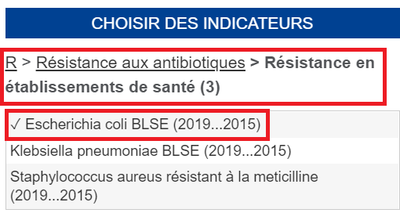 CHOISIR DES INDICATEURS
R > Résistance aux antibiotiques > Résistance en
établissements de santé (3)
✓ Escherichia coli BLSE (2019...2015)
Klebsiella pneumoniae BLSE (2019...2015)
Staphylococcus aureus résistant à la meticilline
(2019...2015)